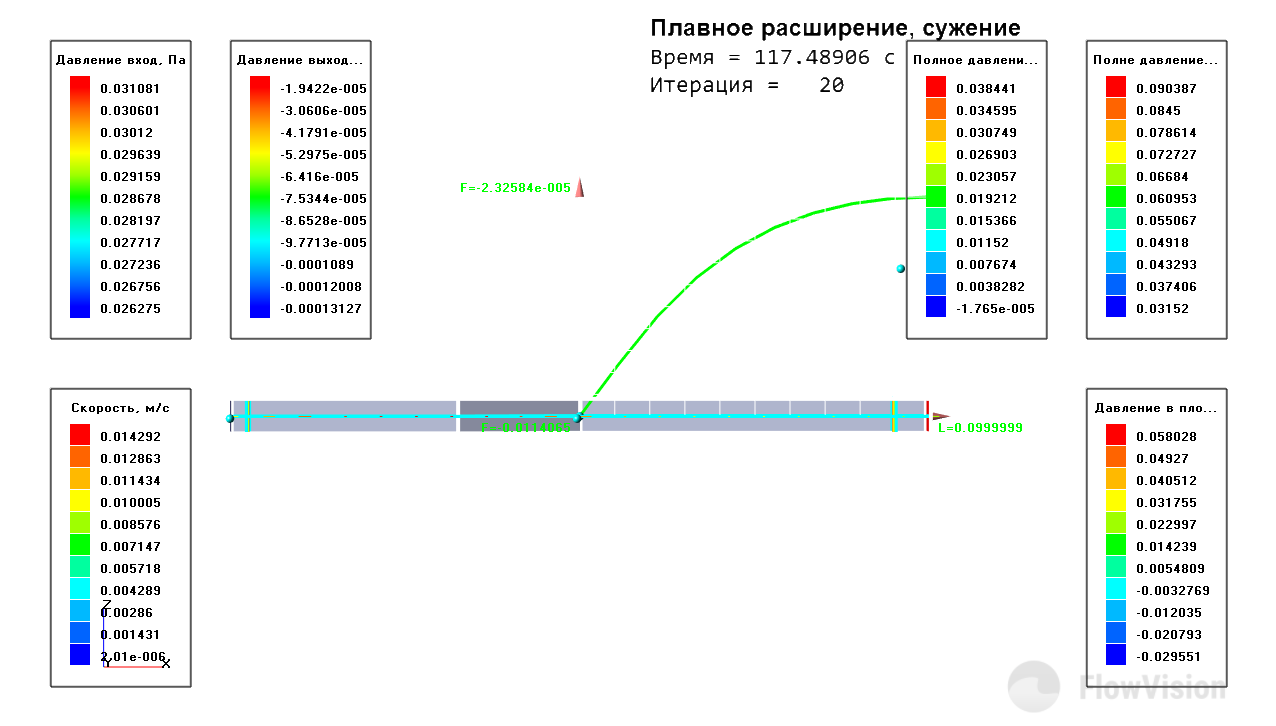 Плавное расширение, сужение
Время = 117.48906 с
Итерация = 20
Давление вход, Па
0.031081
0.030601
0.03012
0.029639
0.029159
0.028678
0.028197
0.027717
0.027236
0.026756
0.026275
Давление выход...
-1.9422e-005
-3.0606e-005
-4.1791e-005
-5.2975e-005
-6.416e-005
-7.5344e-005
-8.6528e-005
-9.7713e-005
-0.0001089
-0.00012008
-0.00013127
Полное давлени...
0.038441
0.034595
0.030749
0.026903
0.023057
0.019212
0.015366
0.01152
0.007674
0.0038282
-1.765e-005
Полне давление...
0.090387
0.0845
0.078614
0.072727
0.06684
0.060953
0.055067
0.04918
0.043293
0.037406
0.03152
F=-2.32584e-005
L=0.0999999
Скорость, м/с
0.014292
0.012863
0.011434
0.010005
0.008576
0.007147
0.005718
0.004289
0.00286
0.001431
2.01e-006
Z
Y
X
Давление в пло...
0.058028
0.04927
0.040512
0.031755
0.022997
0.014239
0.0054809
-0.0032769
-0.012035
-0.020793
-0.029551
FlowVision